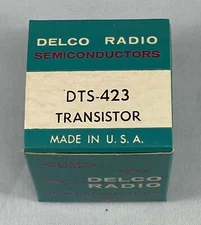 DELCO RADIO
SEMICONDUCTORS
DTS-423
TRANSISTOR
MADE IN U.S.A.
DELCO
RADIO